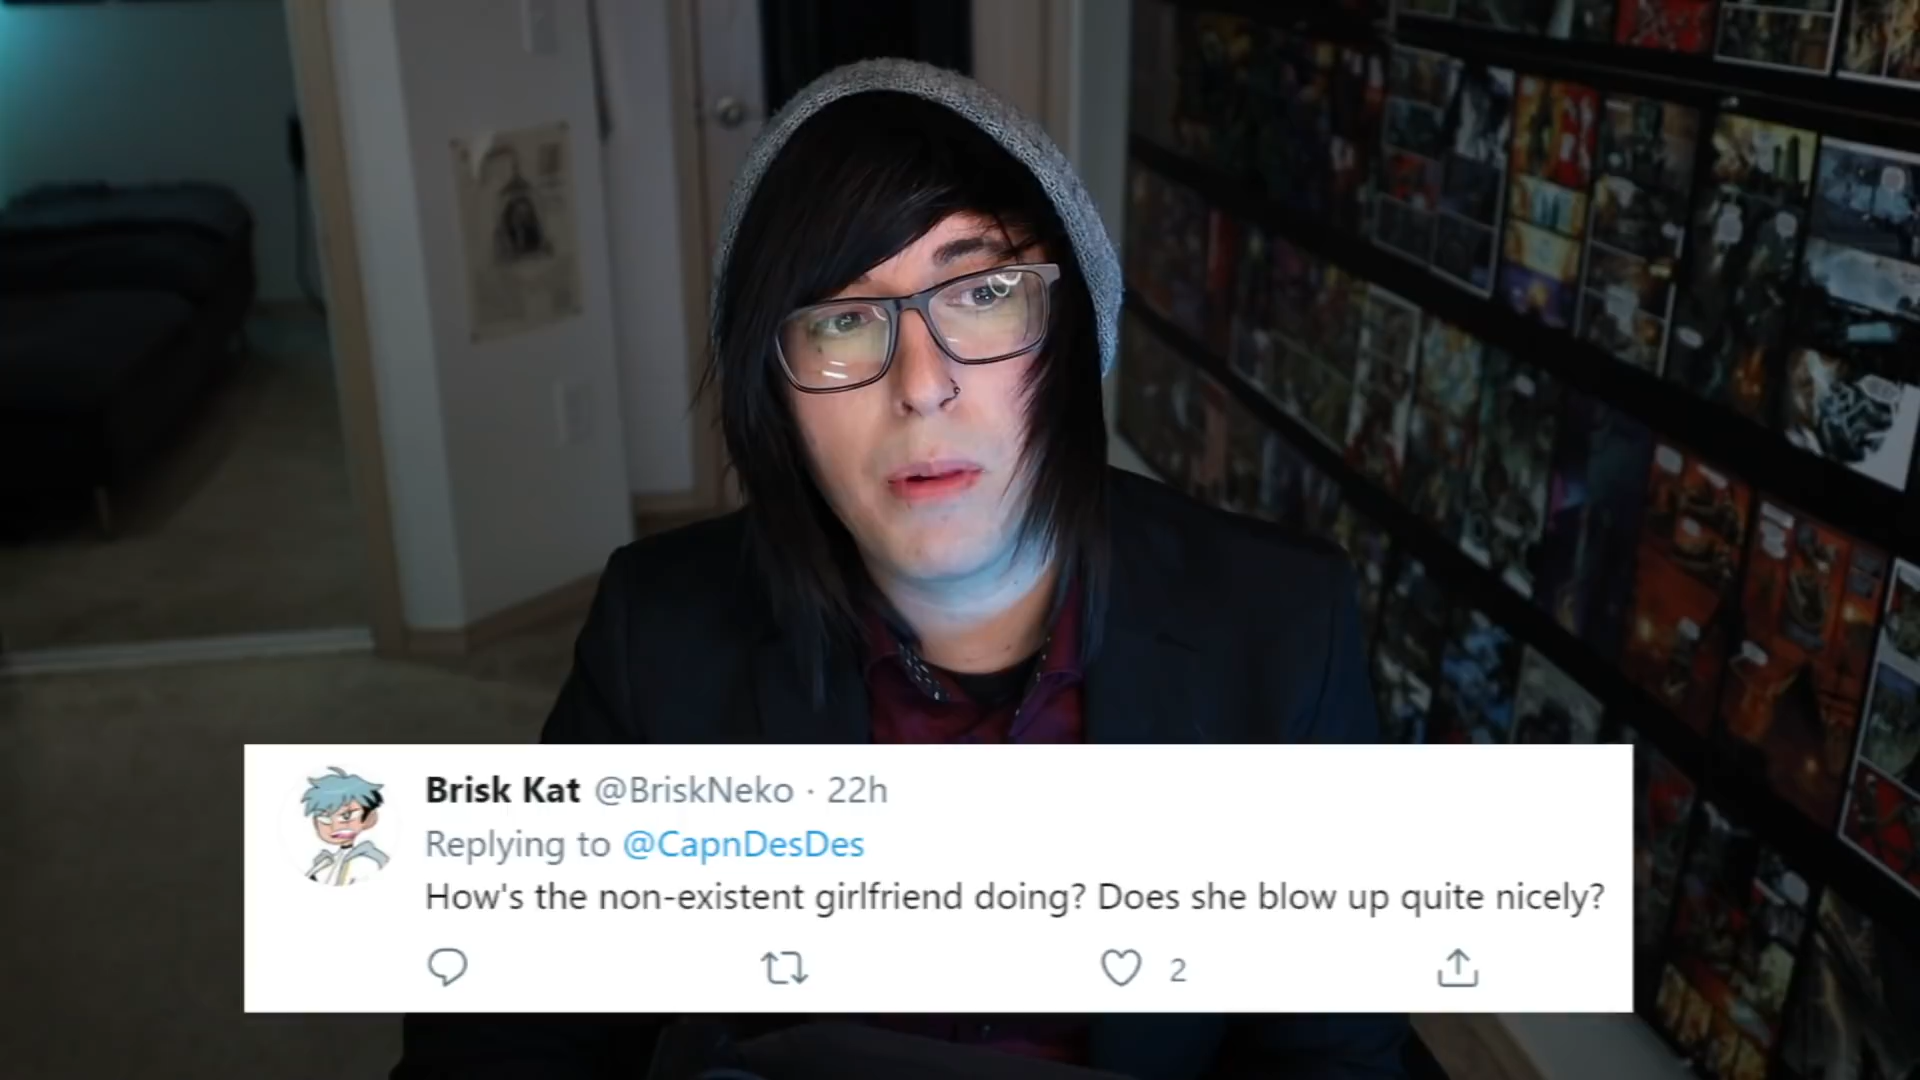 Brisk Kat @BriskNeko · 22h
Replying to @CapnDesDes
How's the non-existent girlfriend doing? Does she blow up quite nicely?
2